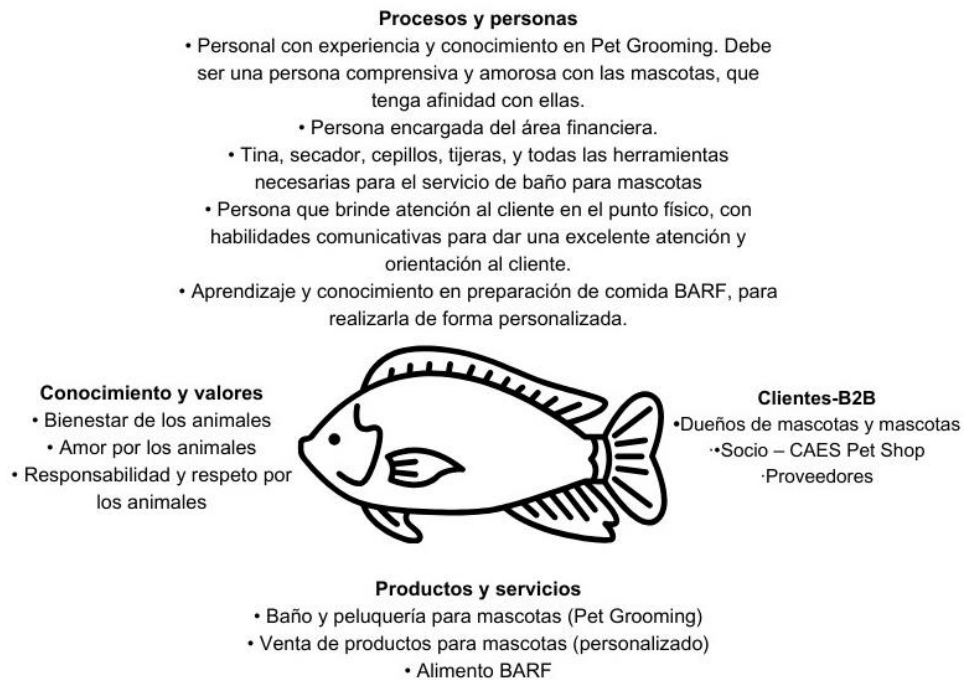 Procesos y personas
• Personal con experiencia y conocimiento en Pet Grooming. Debe
ser una persona comprensiva y amorosa con las mascotas, que
tenga afinidad con ellas.
• Persona encargada del área financiera.
• Tina, secador, cepillos, tijeras, y todas las herramientas
necesarias para el servicio de baño para mascotas
• Persona que brinde atención al cliente en el punto físico, con
habilidades comunicativas para dar una excelente atención y
orientación al cliente.
• Aprendizaje y conocimiento en preparación de comida BARF, para
realizarla de forma personalizada.
Conocimiento y valores
• Bienestar de los animales
• Amor por los animales
• Responsabilidad y respeto por
los animales
Clientes-B2B
•Dueños de mascotas y mascotas
·•Socio – CAES Pet Shop
·Proveedores
Productos y servicios
• Baño y peluquería para mascotas (Pet Grooming)
• Venta de productos para mascotas (personalizado)
• Alimento BARF